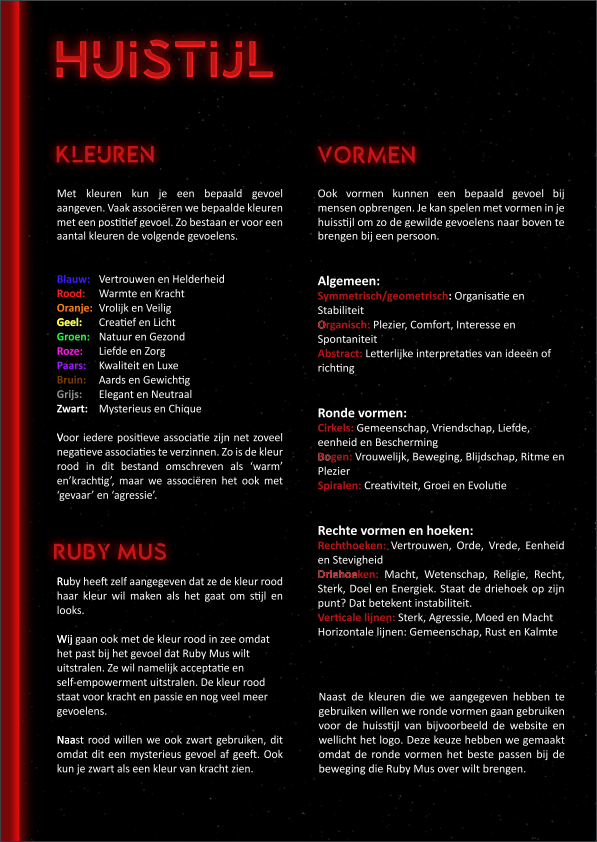 HUISTIJL
KLEUREN
Met kleuren kun je een bepaald gevoel
aangeven. Vaak associëren we bepaalde kleuren
met een postitief gevoel. Zo bestaan er voor een
aantal kleuren de volgende gevoelens.
Blauw: Vertrouwen en Helderheid
Rood: Warmte en Kracht
Oranje: Vrolijk en Veilig
Geel: Creatief en Licht
Groen: Natuur en Gezond
Roze: Liefde en Zorg
Paars: Kwaliteit en Luxe
Bruin: Aards en Gewichtig
Grijs: Elegant en Neutraal
Zwart: Mysterieus en Chique
Voor iedere positieve associatie zijn net zoveel
negatieve associaties te verzinnen. Zo is de kleur
rood in dit bestand omschreven als ‘warm’
en‘krachtig’, maar we associëren het ook met
‘gevaar’ en ‘agressie’.
RUBY MUS
Ruby heeft zelf aangegeven dat ze de kleur rood
haar kleur wil maken als het gaat om stijl en
looks.
Wij gaan ook met de kleur rood in zee omdat
het past bij het gevoel dat Ruby Mus wilt
uitstralen. Ze wil namelijk acceptatie en
self-empowerment uitstralen. De kleur rood
staat voor kracht en passie en nog veel meer
gevoelens.
Naast rood willen we ook zwart gebruiken, dit
omdat dit een mysterieus gevoel af geeft. Ook
kun je zwart als een kleur van kracht zien.
VORMEN
Ook vormen kunnen een bepaald gevoel bij
mensen opbrengen. Je kan spelen met vormen in je
huisstijl om zo de gewilde gevoelens naar boven te
brengen bij een persoon.
Algemeen:
Symmetrisch/geometrisch: Organisatie en
Stabiliteit
Organisch: Plezier, Comfort, Interesse en
Spontaniteit
Abstract: Letterlijke interpretaties van ideeën of
richting
Ronde vormen:
Cirkels: Gemeenschap, Vriendschap, Liefde,
eenheid en Bescherming
Bogen: Vrouwelijk, Beweging, Blijdschap, Ritme en
Plezier
Spiralen: Creativiteit, Groei en Evolutie
Rechte vormen en hoeken:
Rechthoeken: Vertrouwen, Orde, Vrede, Eenheid
en Stevigheid
Driehoeken: Macht, Wetenschap, Religie, Recht,
Sterk, Doel en Energiek. Staat de driehoek op zijn
punt? Dat betekent instabiliteit.
Verticale lijnen: Sterk, Agressie, Moed en Macht
Horizontale lijnen: Gemeenschap, Rust en Kalmte
Naast de kleuren die we aangegeven hebben te
gebruiken willen we ronde vormen gaan gebruiken
voor de huisstijl van bijvoorbeeld de website en
wellicht het logo. Deze keuze hebben we gemaakt
omdat de ronde vormen het beste passen bij de
beweging die Ruby Mus over wilt brengen.